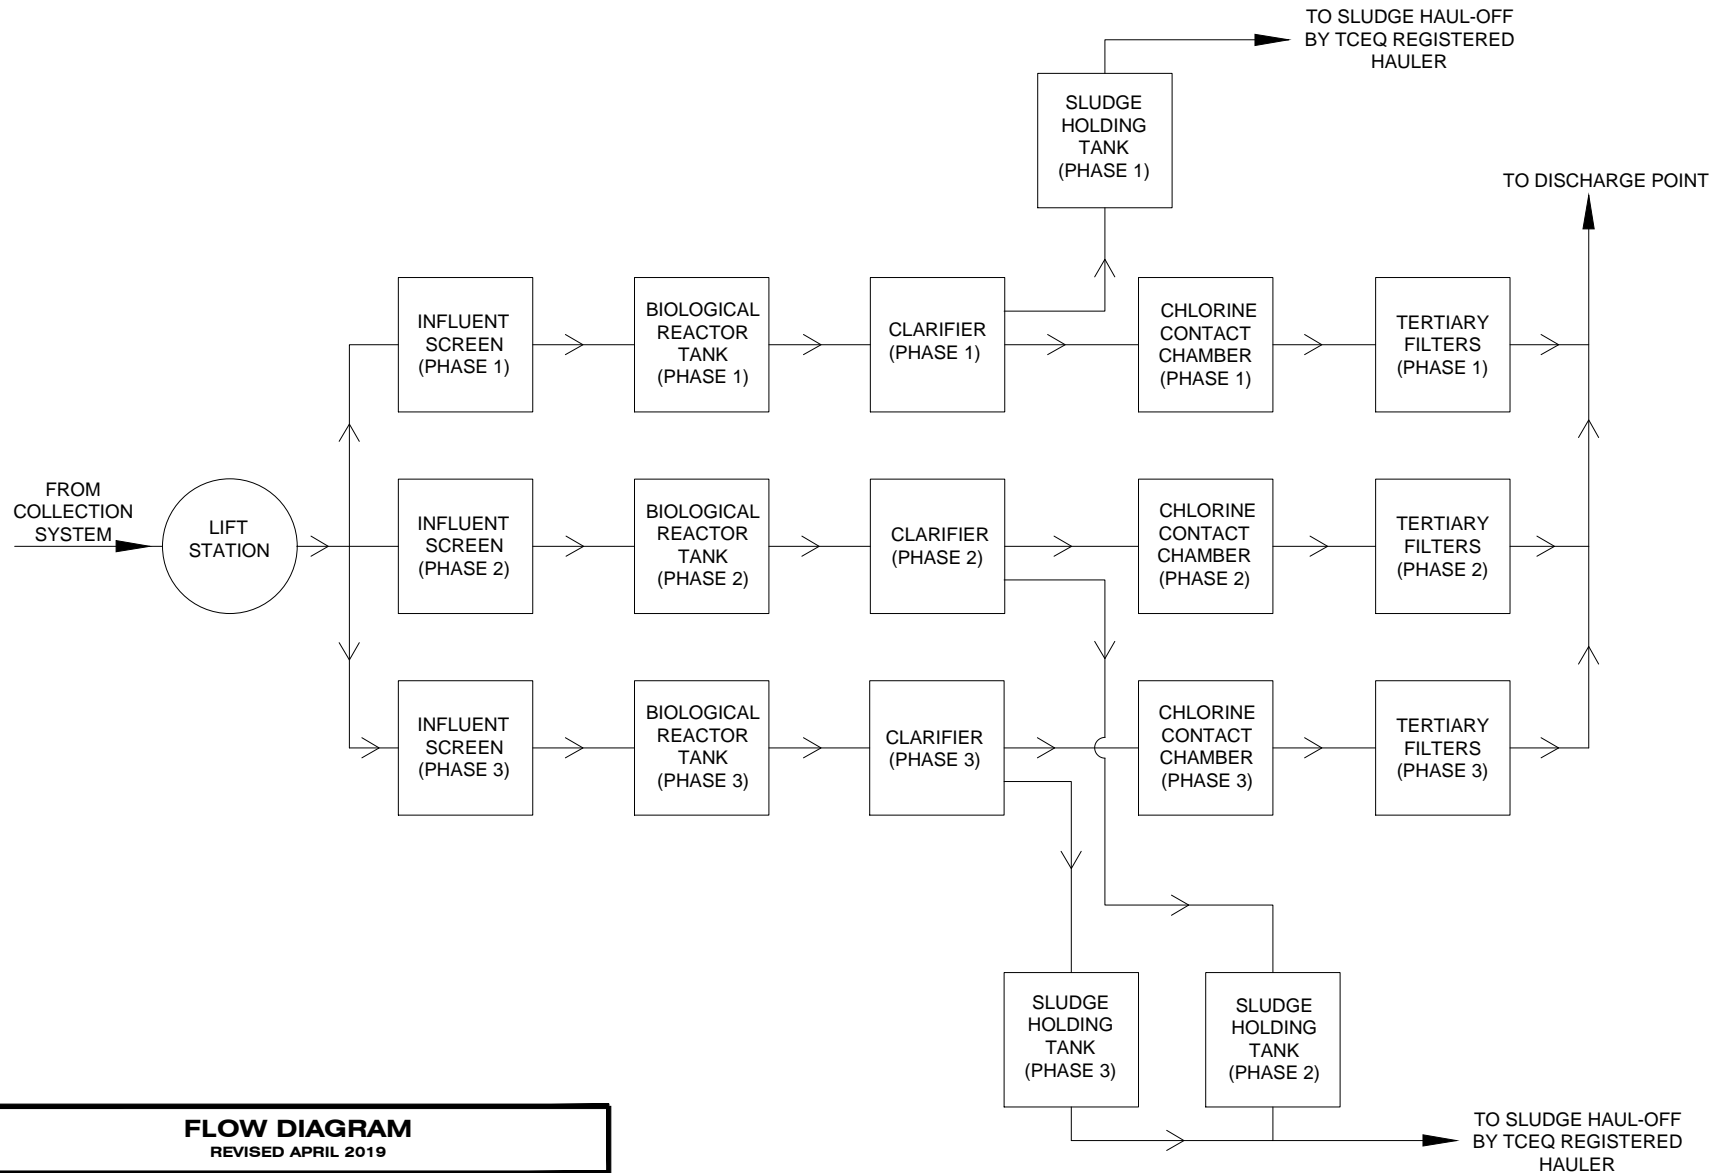 TO SLUDGE HAUL-OFF
BY TCEQ REGISTERED
HAULER
SLUDGE
HOLDING
TANK
(PHASE 1)
TO DISCHARGE POINT
INFLUENT
SCREEN
(PHASE 1)
BIOLOGICAL
REACTOR
TANK
(PHASE 1)
CLARIFIER
(PHASE 1)
CHLORINE
CONTACT
CHAMBER
(PHASE 1)
TERTIARY
FILTERS
(PHASE 1)
FROM
COLLECTION
SYSTEM
LIFT
STATION
INFLUENT
SCREEN
(PHASE 2)
BIOLOGICAL
REACTOR
TANK
(PHASE 2)
CLARIFIER
(PHASE 2)
CHLORINE
CONTACT
CHAMBER
(PHASE 2)
TERTIARY
FILTERS
(PHASE 2)
INFLUENT
SCREEN
(PHASE 3)
BIOLOGICAL
REACTOR
TANK
(PHASE 3)
CLARIFIER
(PHASE 3)
CHLORINE
CONTACT
CHAMBER
(PHASE 3)
TERTIARY
FILTERS
(PHASE 3)
SLUDGE
HOLDING
TANK
(PHASE 3)
SLUDGE
HOLDING
TANK
(PHASE 2)
TO SLUDGE HAUL-OFF
BY TCEQ REGISTERED
HAULER
FLOW DIAGRAM
REVISED APRIL 2019